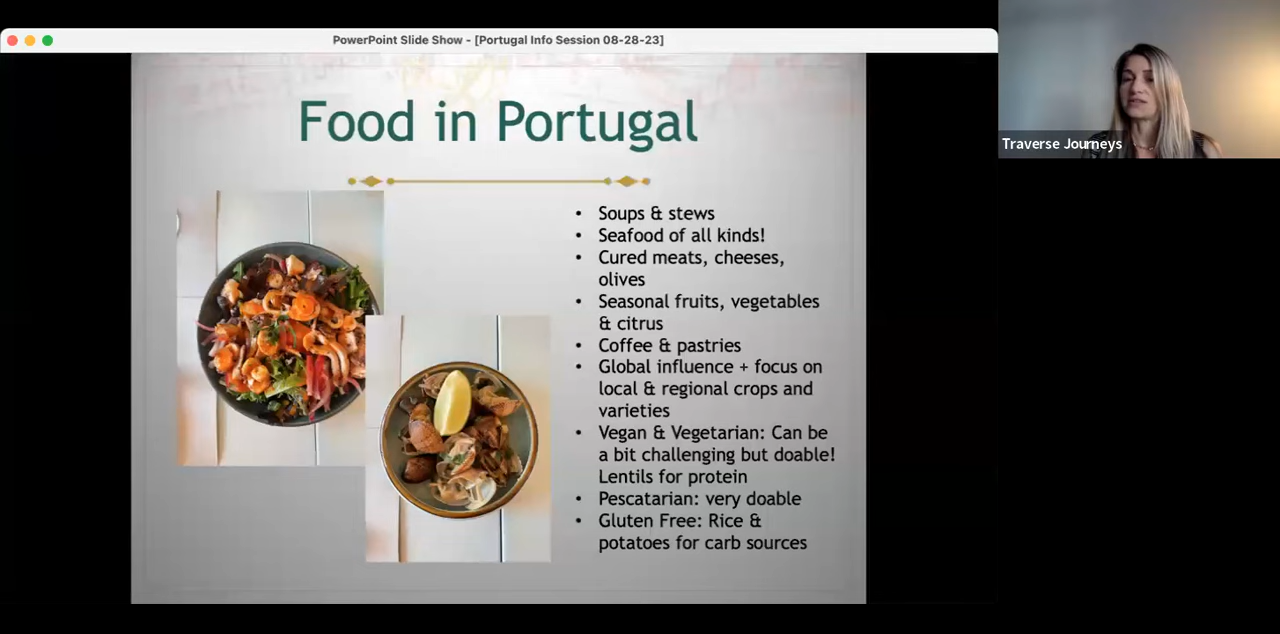 PowerPoint Slide Show - [Portugal Info Session 08-28-23]
Traverse Journeys
Food in Portugal
• Soups & stews
• Seafood of all kinds!
• Cured meats, cheeses,
olives
• Seasonal fruits, vegetables
& citrus
• Coffee & pastries
• Global influence + focus on
local & regional crops and
varieties
• Vegan & Vegetarian: Can be
a bit challenging but doable!
Lentils for protein
• Pescatarian: very doable
• Gluten Free: Rice &
potatoes for carb sources